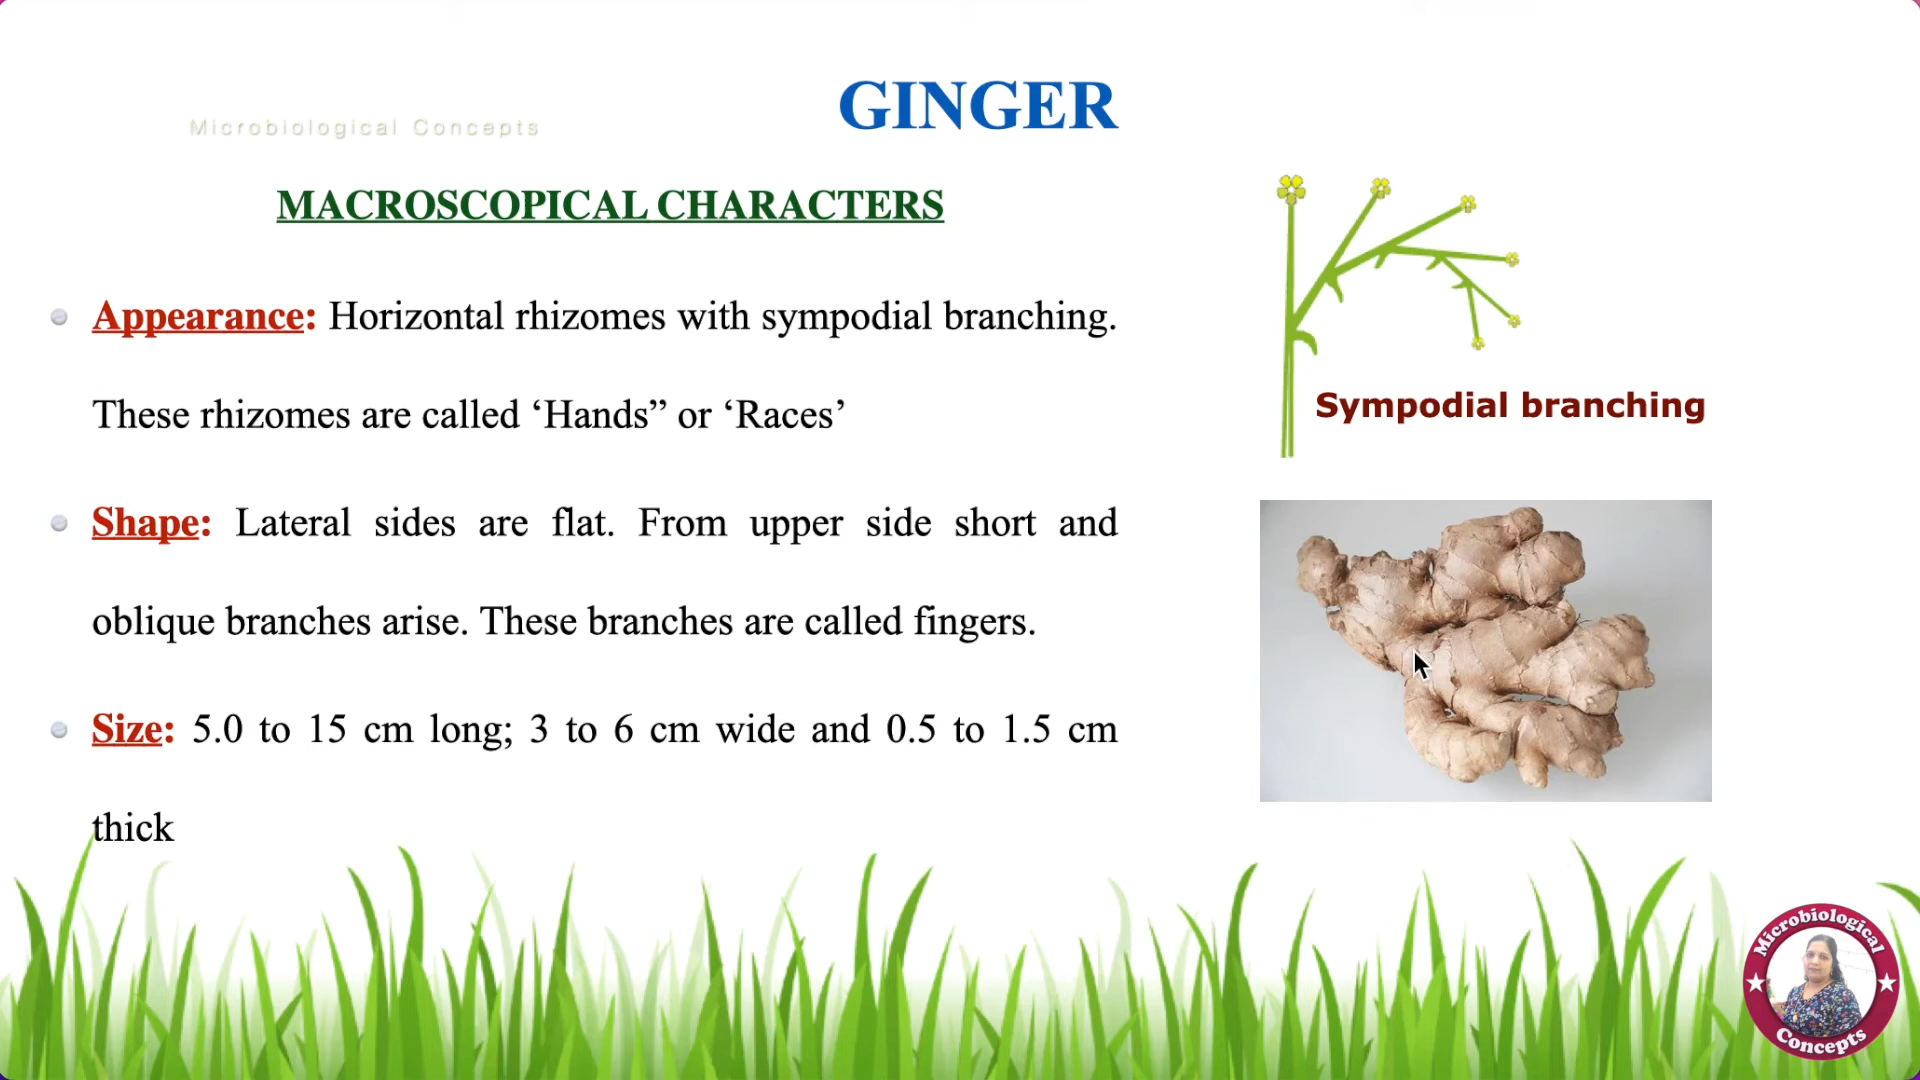 GINGER
Microbiological Concepts
MACROSCOPICAL CHARACTERS
Appearance: Horizontal rhizomes with sympodial branching.
These rhizomes are called ‘Hands” or ‘Races’
Shape: Lateral sides are flat. From upper side short and
oblique branches arise. These branches are called fingers.
Size: 5.0 to 15 cm long; 3 to 6 cm wide and 0.5 to 1.5 cm
thick
Sympodial branching
Microbiological
Concepts